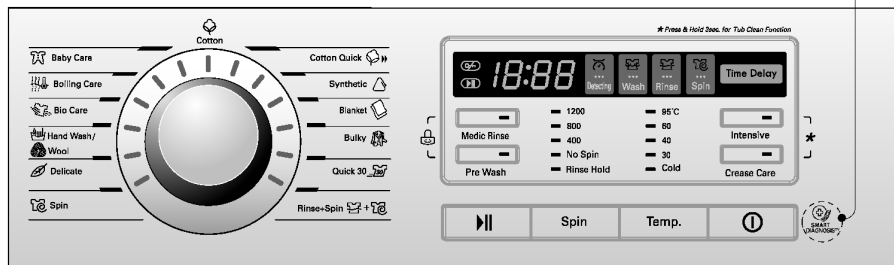 * Press & Hold 3sec. for Tub Clean Function
Cotton
Baby Care
Boiling Care
Bio Care
Hand Wash/
Wool
Delicate
Spin
Cotton Quick
Synthetic
Blanket
Bulky
Quick 30
30
Rinse+Spin
18:88
Detecting
Wash
Rinse
Spin
Time Delay
Medic Rinse
Pre Wash
1200
800
400
No Spin
Rinse Hold
95°C
60
40
30
Cold
Intensive
*
Crease Care
Spin
Temp.
SMART
DIAGNOSIS™